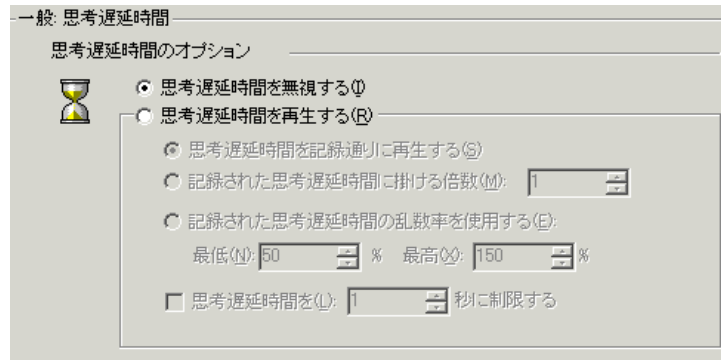 一般: 思考遅延時間
思考遅延時間のオプション
思考遅延時間を無視する(I)
思考遅延時間を再生する(R)
思考遅延時間を記録通りに再生する(S)
記録された思考遅延時間に掛ける倍数(M): 1
記録された思考遅延時間の乱数率を使用する(E):
最低(N): 50 % 最高(X): 150 %
思考遅延時間を(L): 1 秒に制限する